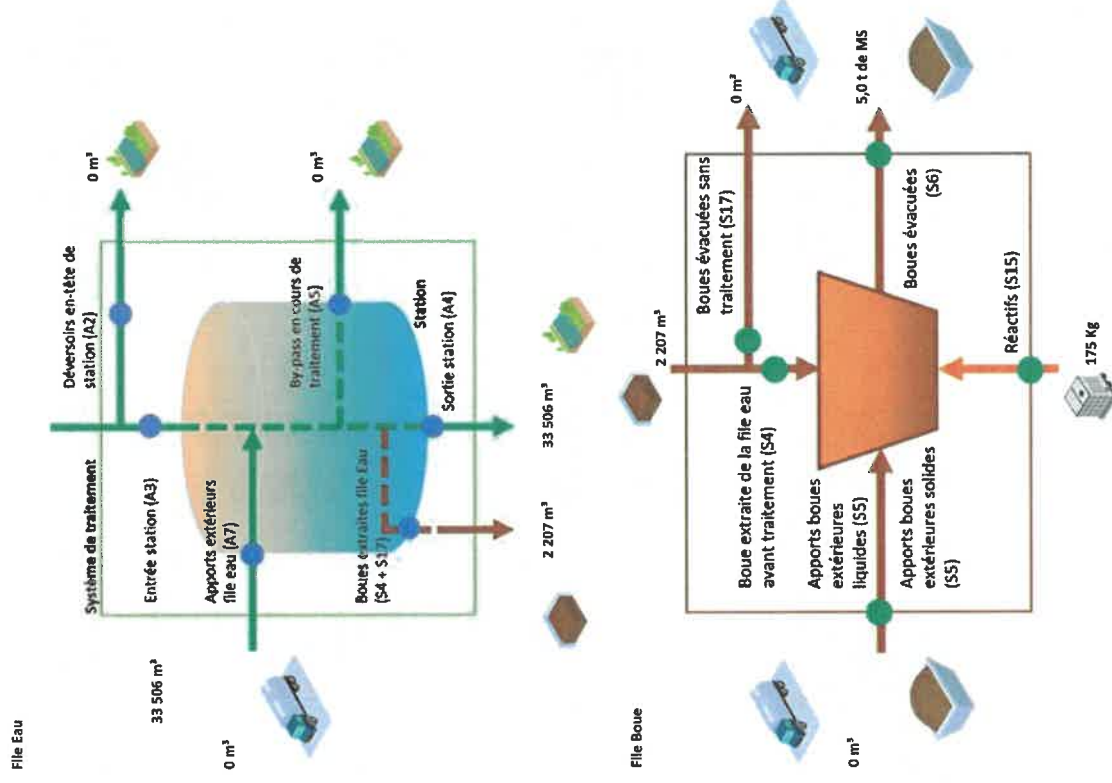 File Eau
Système de traitement
Déversoirs en-tête de
station (A2)
0 m³
33 506 m³
Entrée station (A3)
Apports extérieurs
file eau (A7)
0 m³
By-pass en cours de
traitement (A5)
0 m³
Boues extraites file Eau
(S4 + S17)
Station
Sortie station (A4)
2 207 m³
33 506 m³
File Boue
2 207 m³
Boues évacuées sans
traitement (S17)
0 m³
Boue extraite de la file eau
avant traitement (S4)
Apports boues
extérieures
liquides (S5)
0 m³
Apports boues
extérieures solides
(S5)
Boues évacuées
(S6)
5,0 t de MS
Réactifs (S15)
175 Kg